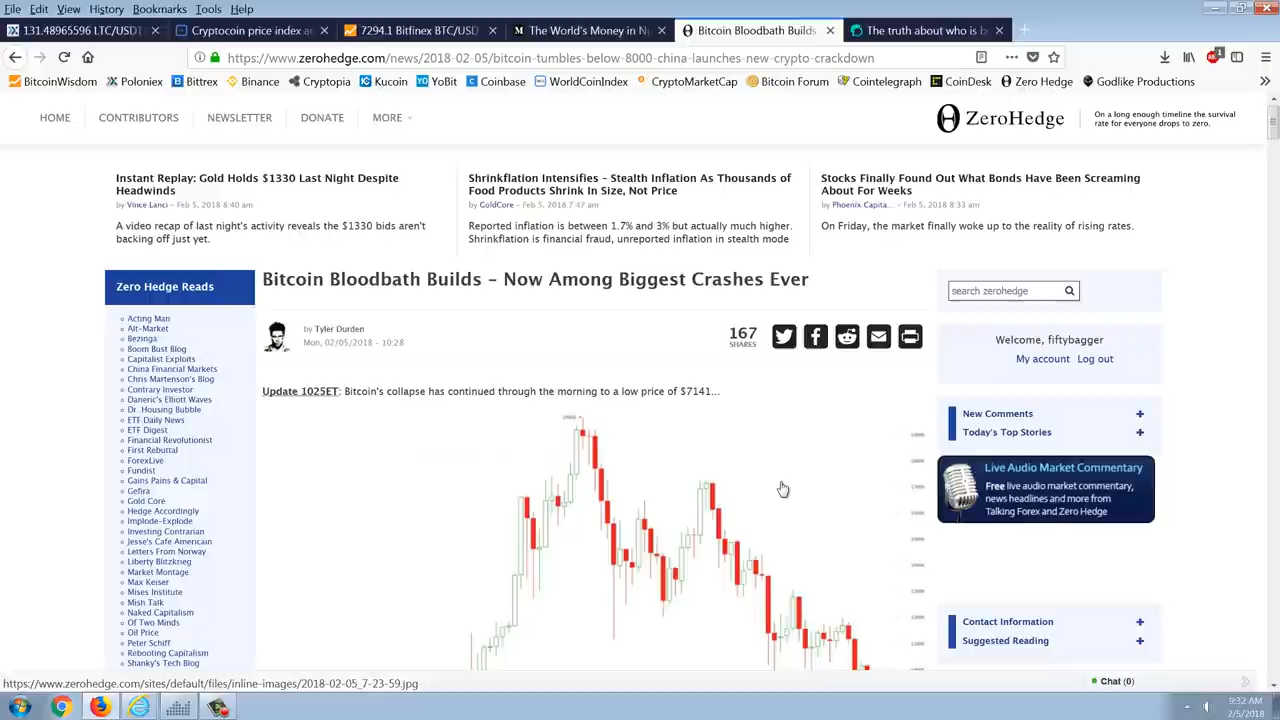 File Edit View History Bookmarks Tools Help
131.48965596 LTC/USDT
Cryptocoin price index a
7294.1 Bitfinex BTC/USD
The World's Money in N
Bitcoin Bloodbath Builds
The truth about who is b
https://www.zerohedge.com/news/2018-02-05/bitcoin-tumbles-below-8000-china-launches-new-crypto-crackdown
1
BitcoinWisdom Poloniex Bittrex Binance Cryptopia Kucoin YoBit Coinbase WorldCoinIndex CryptoMarketCap Bitcoin Forum Cointelegraph CoinDesk Zero Hedge Godlike Productions
HOME CONTRIBUTORS NEWSLETTER DONATE MORE
ZeroHedge
On a long enough timeline the survival
rate for everyone drops to zero.
Instant Replay: Gold Holds $1330 Last Night Despite
Headwinds
by Vince Lanci - Feb 5, 2018 8:40 am
A video recap of last night's activity reveals the $1330 bids aren't
backing off just yet.
Shrinkflation Intensifies – Stealth Inflation As Thousands of
Food Products Shrink In Size, Not Price
by GoldCore - Feb 5, 2018 7:47 am
Reported inflation is between 1.7% and 3% but actually much higher.
Shrinkflation is financial fraud, unreported inflation in stealth mode
Stocks Finally Found Out What Bonds Have Been Screaming
About For Weeks
by Phoenix Capita... - Feb 5, 2018 8:33 am
On Friday, the market finally woke up to the reality of rising rates.
Zero Hedge Reads
Acting Man
Alt-Market
Bezinga
Boom Bust Blog
Capitalist Exploits
China Financial Markets
Chris Martenson's Blog
Contrary Investor
Daneric's Elliott Waves
Dr. Housing Bubble
ETF Daily News
ETF Digest
Financial Revolutionist
First Rebuttal
ForexLive
Fundist
Gains Pains & Capital
Gefira
Gold Core
Hedge Accordingly
Implode-Explode
Investing Contrarian
Jesse's Cafe Americain
Letters From Norway
Liberty Blitzkrieg
Market Montage
Max Keiser
Mises Institute
Mish Talk
Naked Capitalism
Of Two Minds
Oil Price
Peter Schiff
Rebooting Capitalism
Shanky's Tech Blog
Bitcoin Bloodbath Builds – Now Among Biggest Crashes Ever
by Tyler Durden
Mon, 02/05/2018 - 10:28
167
SHARES
Update 1025ET: Bitcoin's collapse has continued through the morning to a low price of $7141...
search zerohedge
Welcome, fiftybagger
My account Log out
New Comments +
Today's Top Stories +
Live Audio Market Commentary
Free live audio market commentary,
news headlines and more from
Talking Forex and Zero Hedge
Contact Information +
Suggested Reading +
Chat (0)
https://www.zerohedge.com/sites/default/files/inline-images/2018-02-05_7-23-59.jpg
9:32 AM
2/5/2018